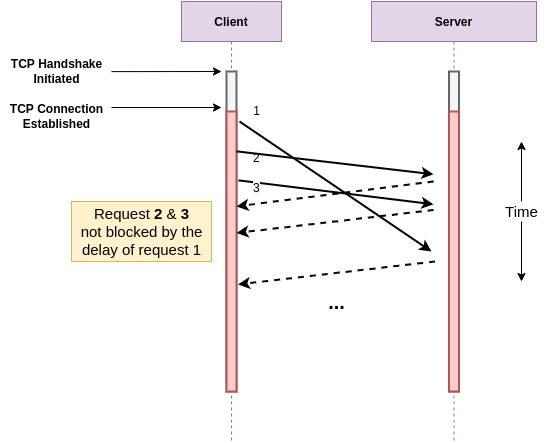 Client
Server
TCP Handshake
Initiated
TCP Connection
Established
1
2
3
Request 2 & 3
not blocked by the
delay of request 1
Time
...